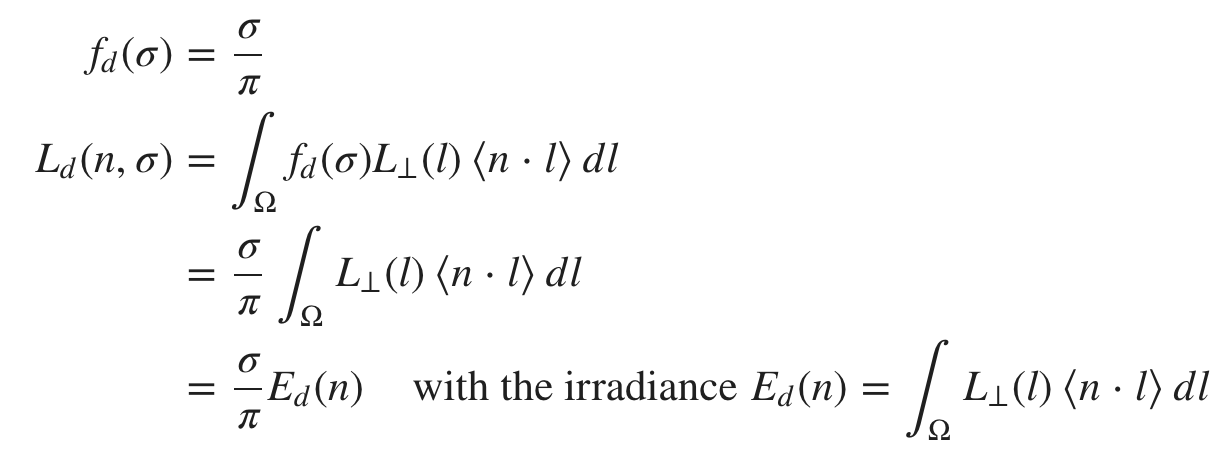 f_d(σ) = σ/π
L_d(n, σ) = ∫_Ω f_d(σ)L_⊥(l) ⟨n · l⟩ dl
= σ/π ∫_Ω L_⊥(l) ⟨n · l⟩ dl
= σ/π E_d(n) with the irradiance E_d(n) = ∫_Ω L_⊥(l) ⟨n · l⟩ dl